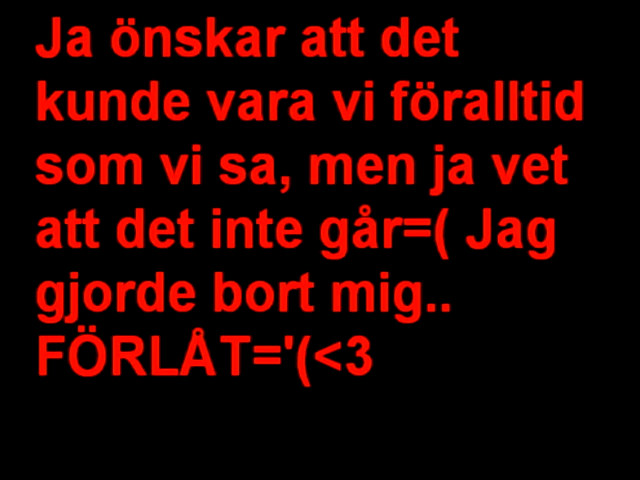 Ja önskar att det
kunde vara vi föralltid
som vi sa, men ja vet
att det inte går=( Jag
gjorde bort mig..
FÖRLÅT='(<3